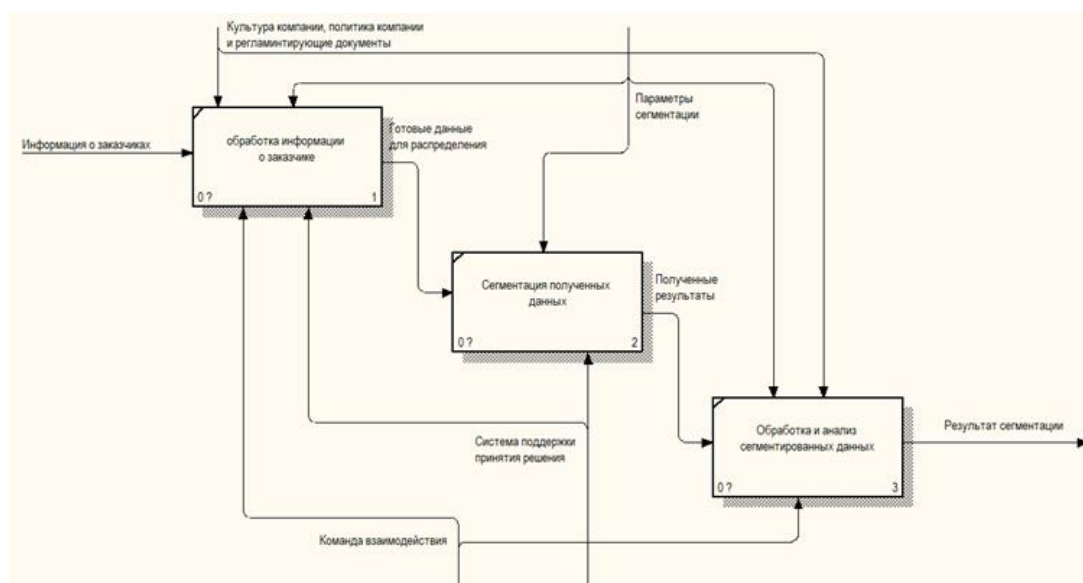 Культура компании, политика компании
и регламинтирующие документы
Параметры
сегментации
Информация о заказчиках
обработка информации
о заказчике
0 ?
1
Готовые данные
для распределения
Сегментация полученных
данных
0 ?
2
Полученные
результаты
Обработка и анализ
сегментированных данных
0 ?
3
Результат сегментации
Система поддержки
принятия решения
Команда взаимодействия